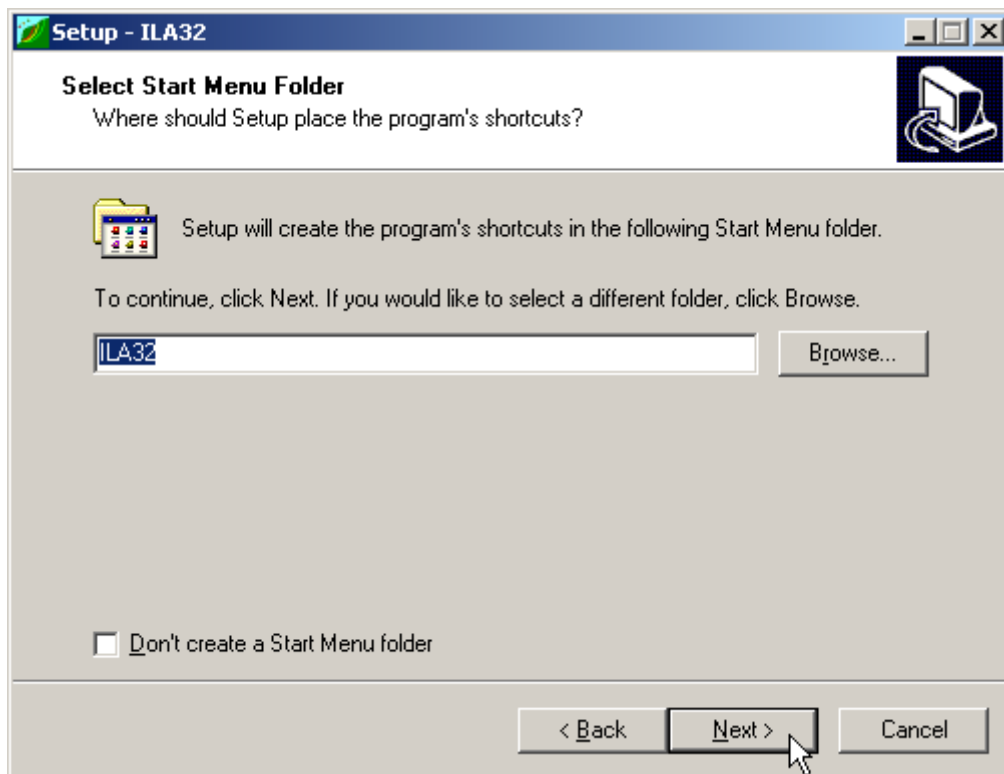 Setup - ILA32
Select Start Menu Folder
Where should Setup place the program's shortcuts?
Setup will create the program's shortcuts in the following Start Menu folder.
To continue, click Next. If you would like to select a different folder, click Browse.
ILA32
Browse...
Don't create a Start Menu folder
< Back
Next >
Cancel